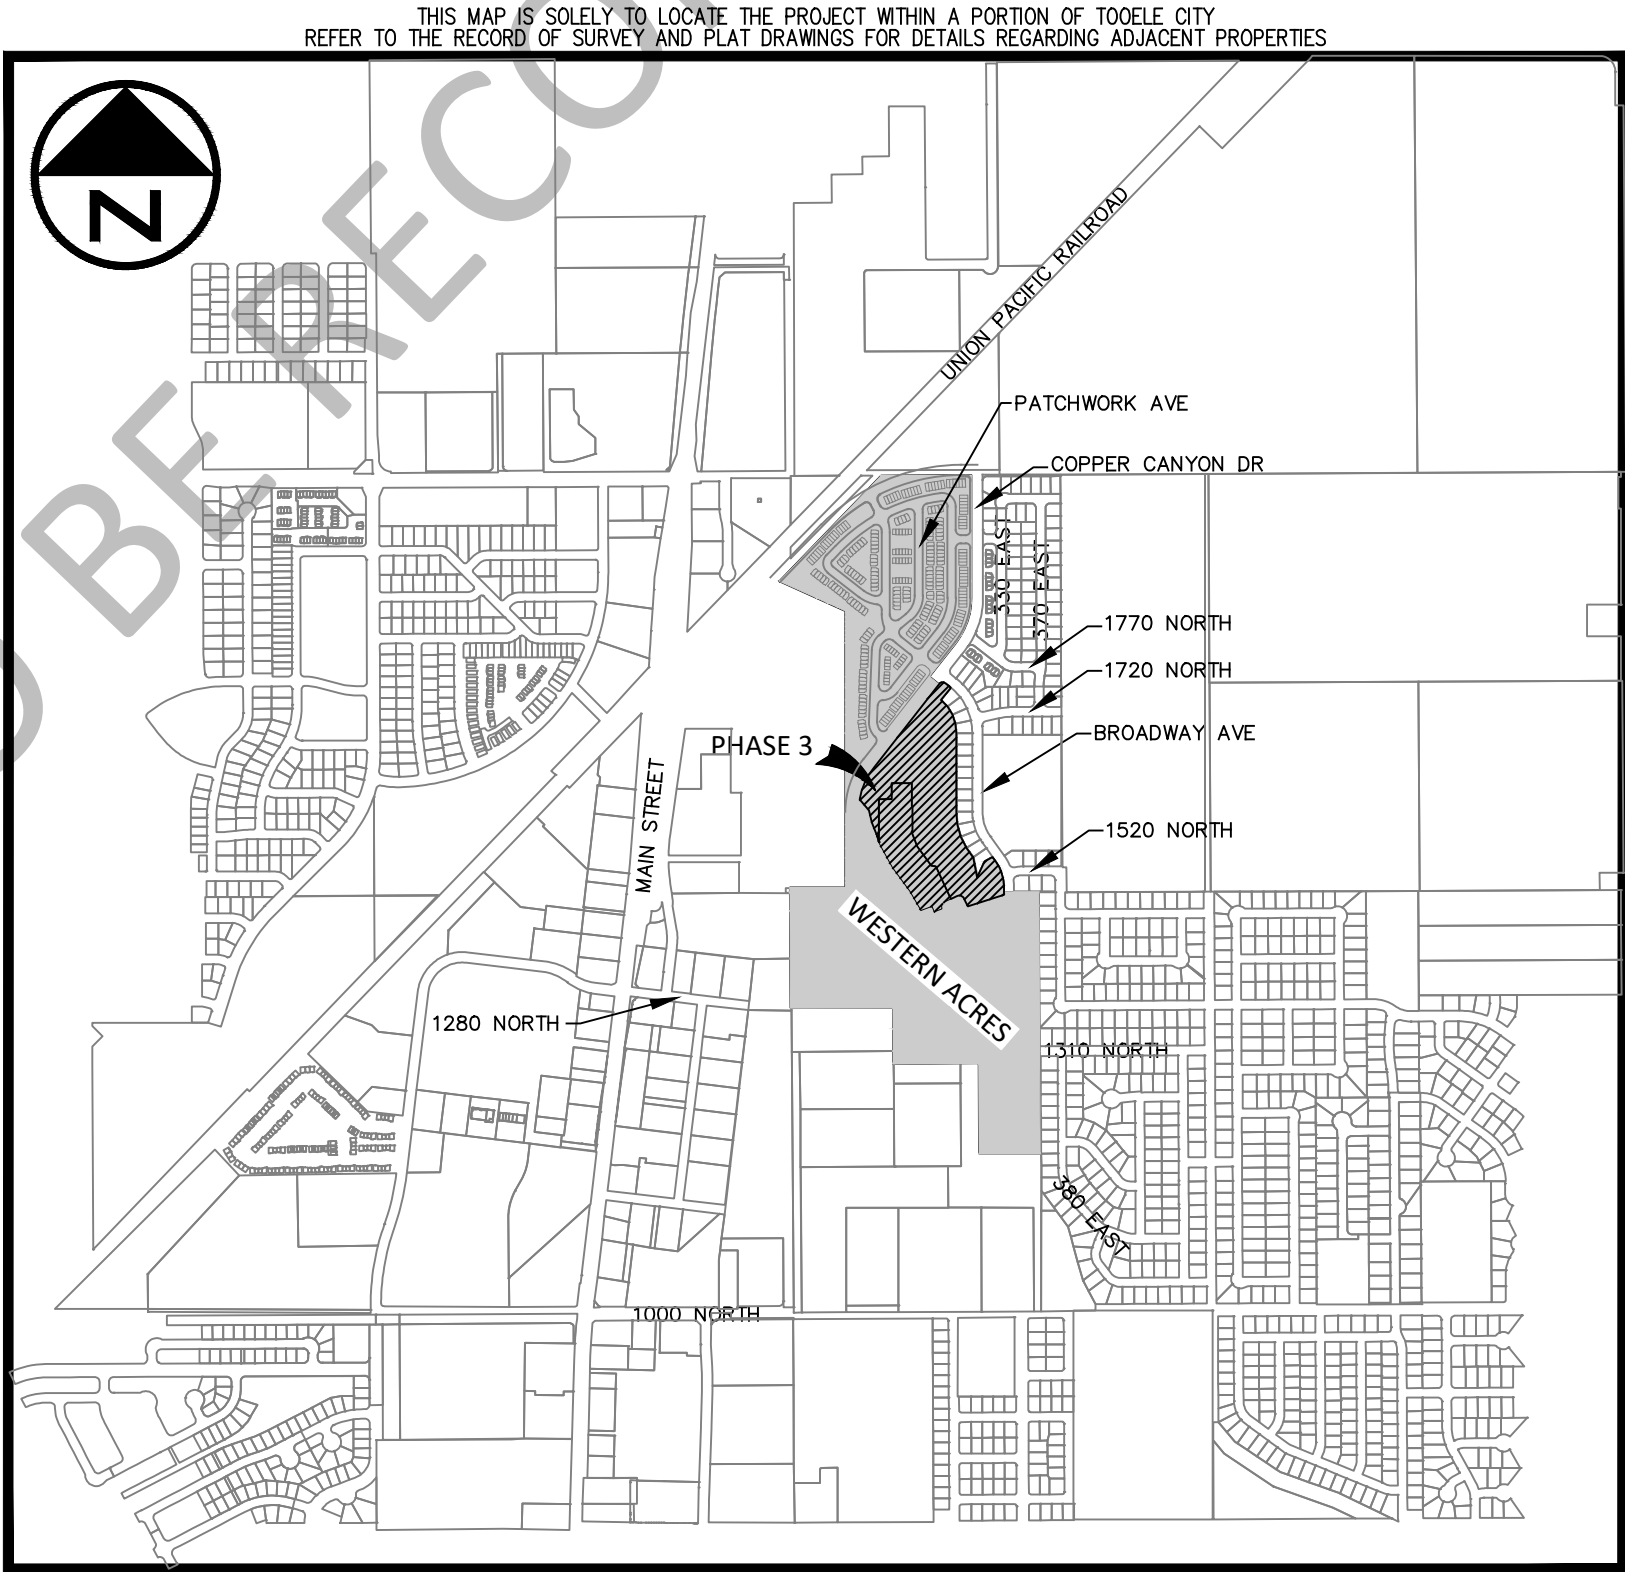 THIS MAP IS SOLELY TO LOCATE THE PROJECT WITHIN A PORTION OF TOOELE CITY
REFER TO THE RECORD OF SURVEY AND PLAT DRAWINGS FOR DETAILS REGARDING ADJACENT PROPERTIES
N
BE RECO
UNION PACIFIC RAILROAD
PATCHWORK AVE
COPPER CANYON DR
330 EAST
370 EAST
1770 NORTH
1720 NORTH
BROADWAY AVE
PHASE 3
MAIN STREET
1520 NORTH
WESTERN ACRES
1280 NORTH
1310 NORTH
380 EAST
1000 NORTH